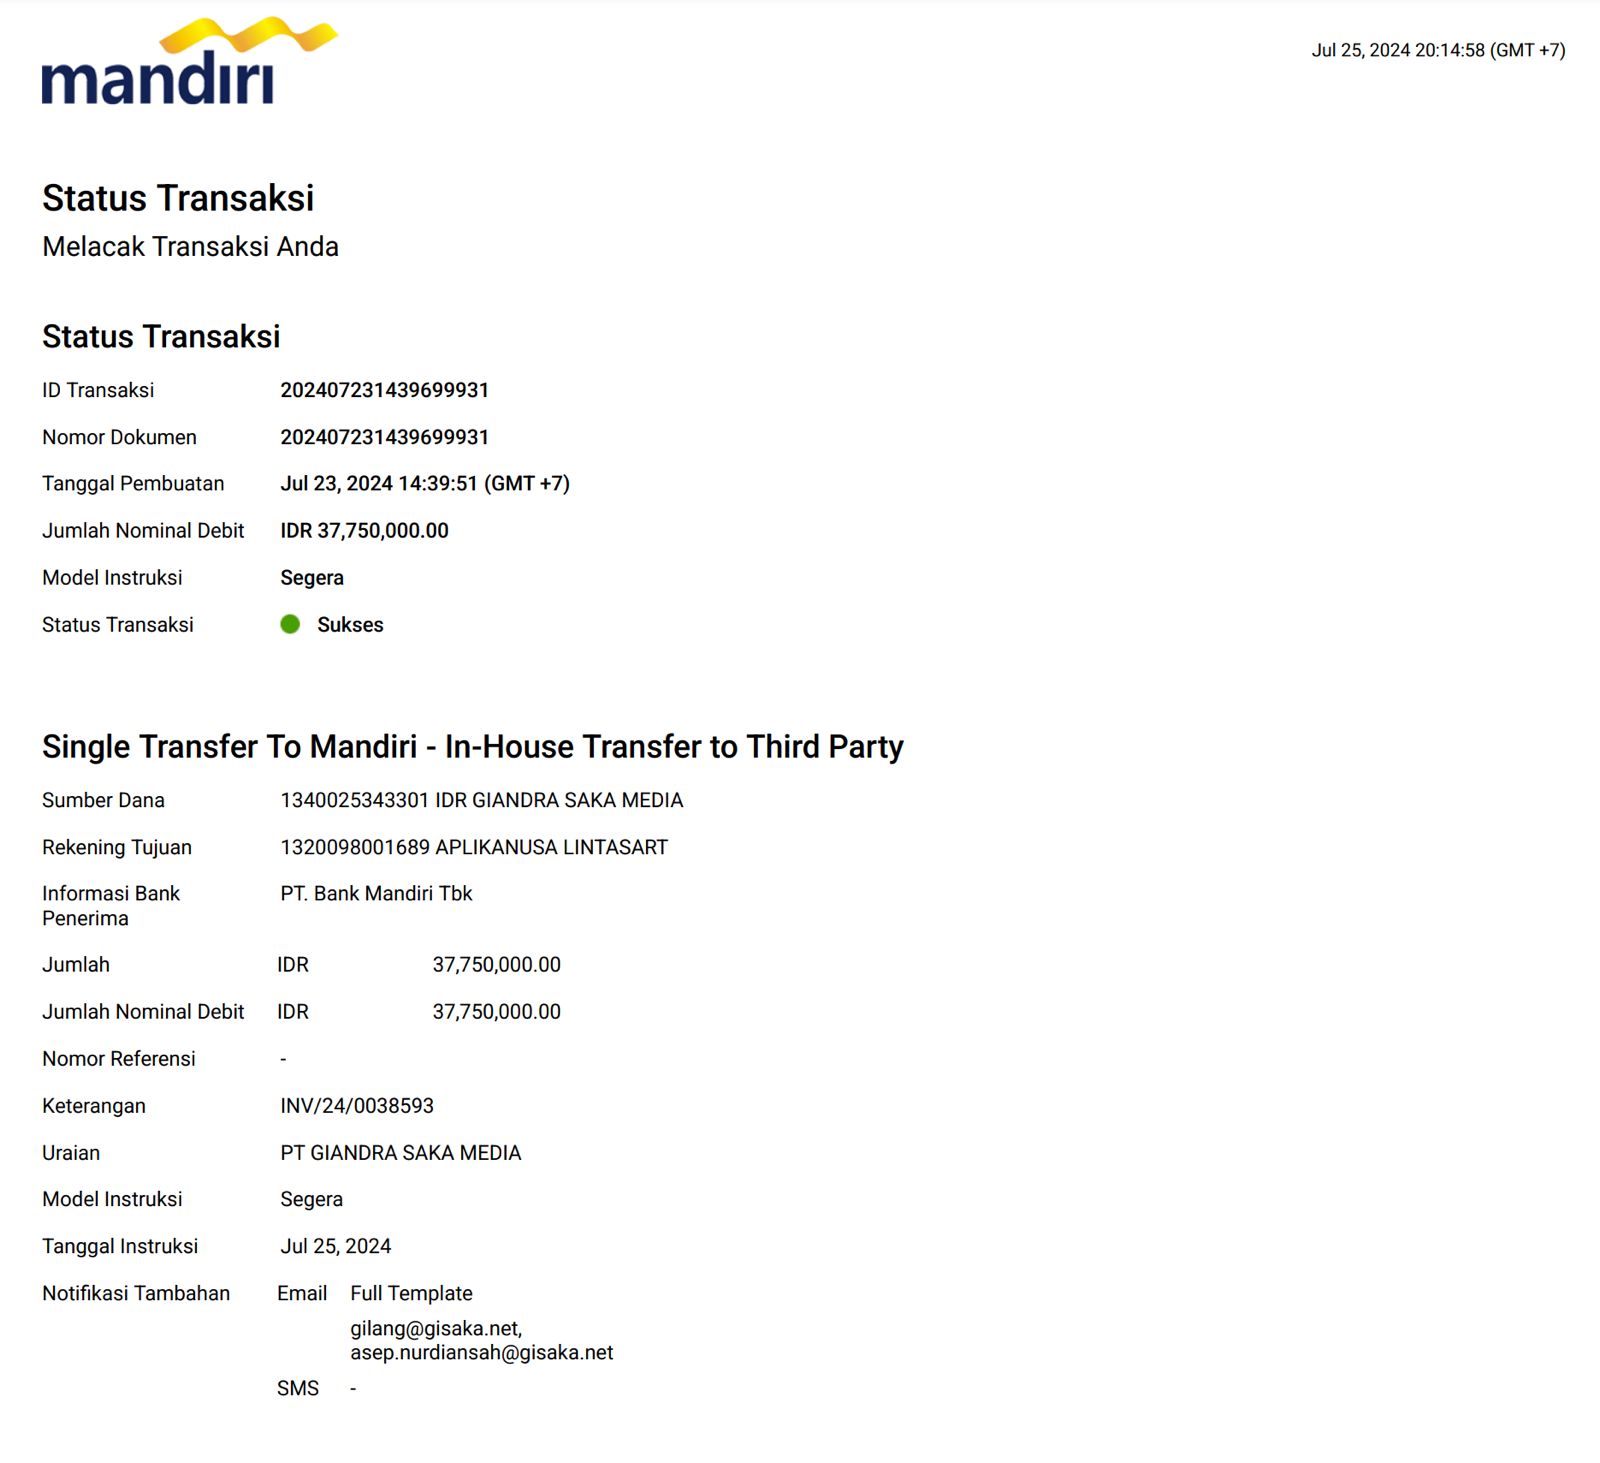 mandiri
Jul 25, 2024 20:14:58 (GMT +7)
Status Transaksi
Melacak Transaksi Anda
Status Transaksi
ID Transaksi 202407231439699931
Nomor Dokumen 202407231439699931
Tanggal Pembuatan Jul 23, 2024 14:39:51 (GMT +7)
Jumlah Nominal Debit IDR 37,750,000.00
Model Instruksi Segera
Status Transaksi Sukses
Single Transfer To Mandiri - In-House Transfer to Third Party
Sumber Dana 1340025343301 IDR GIANDRA SAKA MEDIA
Rekening Tujuan 1320098001689 APLIKANUSA LINTASART
Informasi Bank PT. Bank Mandiri Tbk
Penerima
Jumlah IDR 37,750,000.00
Jumlah Nominal Debit IDR 37,750,000.00
Nomor Referensi -
Keterangan INV/24/0038593
Uraian PT GIANDRA SAKA MEDIA
Model Instruksi Segera
Tanggal Instruksi Jul 25, 2024
Notifikasi Tambahan Email Full Template
gilang@gisaka.net,
asep.nurdiansah@gisaka.net
SMS -